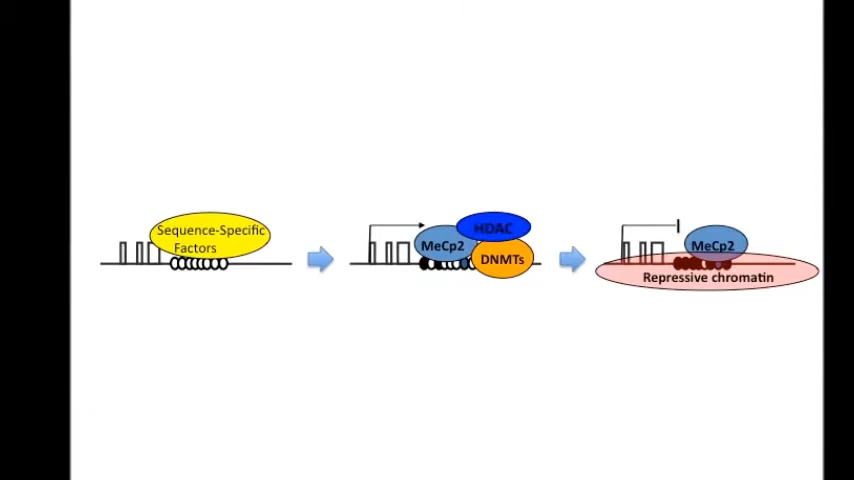 Sequence-Specific
Factors
HDAC
MeCp2
DNMTs
MeCp2
Repressive chromatin